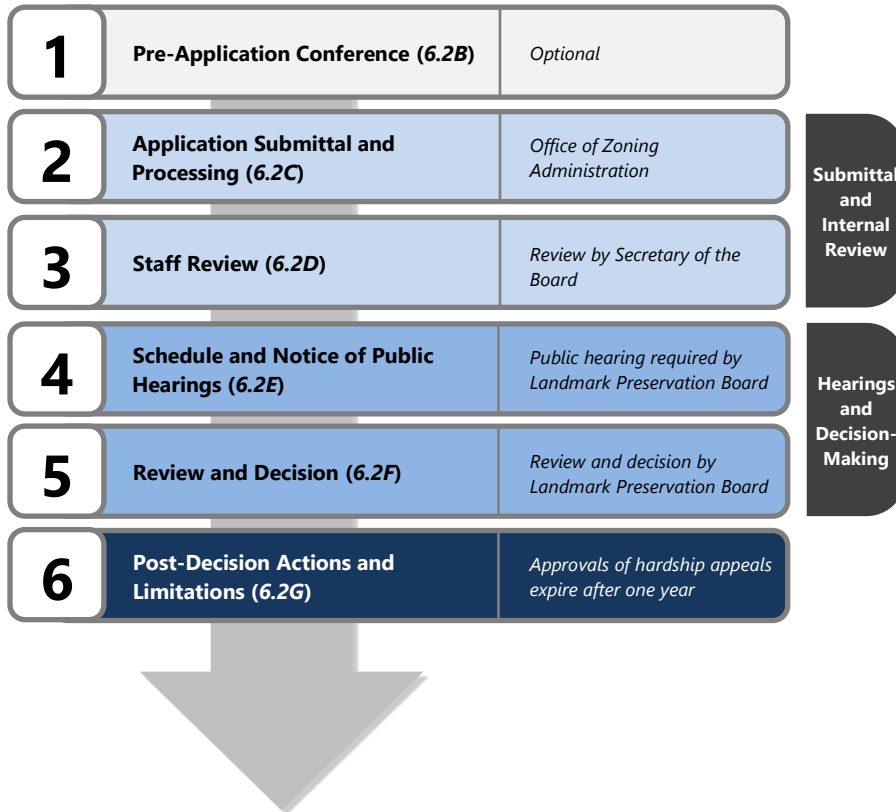 1
Pre-Application Conference (6.2B)
Optional
2
Application Submittal and
Processing (6.2C)
Office of Zoning
Administration
3
Staff Review (6.2D)
Review by Secretary of the
Board
Submittal
and
Internal
Review
4
Schedule and Notice of Public
Hearings (6.2E)
Public hearing required by
Landmark Preservation Board
5
Review and Decision (6.2F)
Review and decision by
Landmark Preservation Board
Hearings
and
Decision-
Making
6
Post-Decision Actions and
Limitations (6.2G)
Approvals of hardship appeals
expire after one year